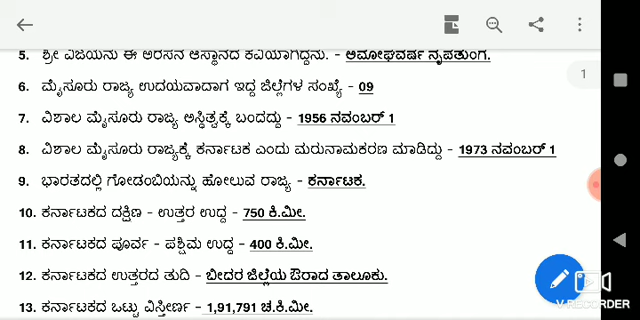 5. ಶ್ರೀ ವಿಜಯನು ಈ ಅರಸನ ಆಸ್ಥಾನದ ಕವಿಯಾಗಿದ್ದನು. - ಅಮೋಘವರ್ಷ ನೃಪತುಂಗ.
1
6. ಮೈಸೂರು ರಾಜ್ಯ ಉದಯವಾದಾಗ ಇದ್ದ ಜಿಲ್ಲೆಗಳ ಸಂಖ್ಯೆ - 09
7. ವಿಶಾಲ ಮೈಸೂರು ರಾಜ್ಯ ಅಸ್ಥಿತ್ವಕ್ಕೆ ಬಂದದ್ದು - 1956 ನವಂಬರ್ 1
8. ವಿಶಾಲ ಮೈಸೂರು ರಾಜ್ಯಕ್ಕೆ ಕರ್ನಾಟಕ ಎಂದು ಮರುನಾಮಕರಣ ಮಾಡಿದ್ದು - 1973 ನವಂಬರ್ 1
9. ಭಾರತದಲ್ಲಿ ಗೋಡಂಬಿಯನ್ನು ಹೋಲುವ ರಾಜ್ಯ - ಕರ್ನಾಟಕ.
10. ಕರ್ನಾಟಕದ ದಕ್ಷಿಣ - ಉತ್ತರ ಉದ್ದ - 750 ಕಿ.ಮೀ.
11. ಕರ್ನಾಟಕದ ಪೂರ್ವ - ಪಶ್ಚಿಮ ಉದ್ದ - 400 ಕಿ.ಮೀ.
12. ಕರ್ನಾಟಕದ ಉತ್ತರದ ತುದಿ - ಬೀದರ ಜಿಲ್ಲೆಯ ಔರಾದ ತಾಲೂಕು.
13. ಕರ್ನಾಟಕದ ಒಟ್ಟು ವಿಸ್ತೀರ್ಣ - 1,91,791 ಚ.ಕಿ.ಮೀ.
V RECORDER